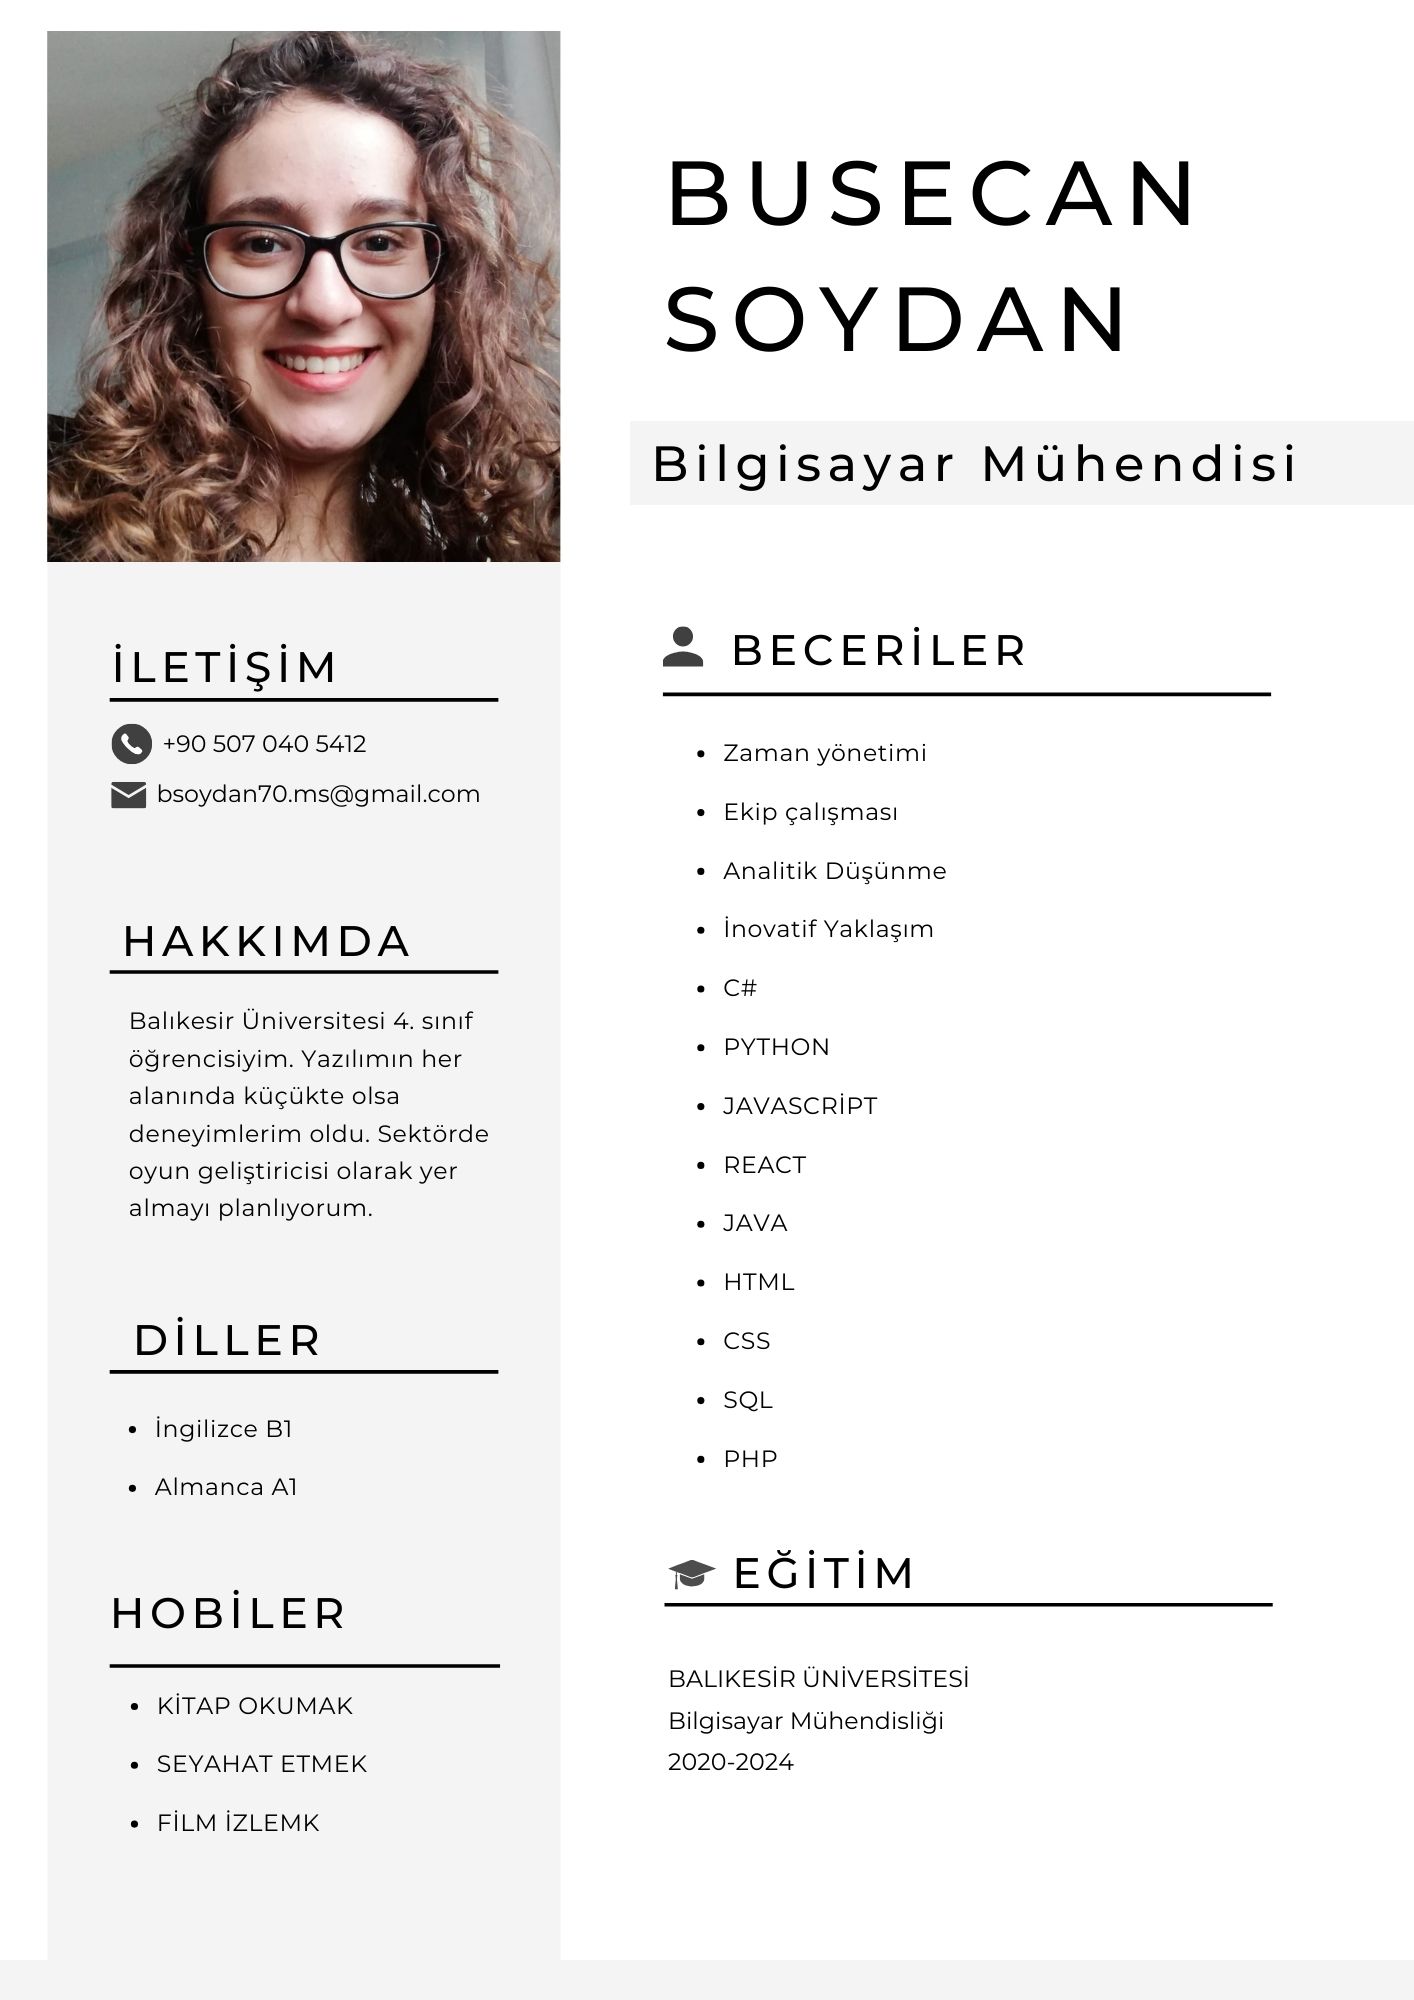 BUSECAN
SOYDAN
Bilgisayar Mühendisi
İLETİŞİM
+90 507 040 5412
bsoydan70.ms@gmail.com
HAKKIMDA
Balıkesir Üniversitesi 4. sınıf
öğrencisiyim. Yazılımın her
alanında küçükte olsa
deneyimlerim oldu. Sektörde
oyun geliştiricisi olarak yer
almayı planlıyorum.
DİLLER
• İngilizce B1
• Almanca A1
HOBİLER
• KİTAP OKUMAK
• SEYAHAT ETMEK
• FİLM İZLEMK
BECERİLER
• Zaman yönetimi
• Ekip çalışması
• Analitik Düşünme
• İnovatif Yaklaşım
• C#
• PYTHON
• JAVASCRİPT
• REACT
• JAVA
• HTML
• CSS
• SQL
• PHP
EĞİTİM
BALIKESİR ÜNİVERSİTESİ
Bilgisayar Mühendisliği
2020-2024